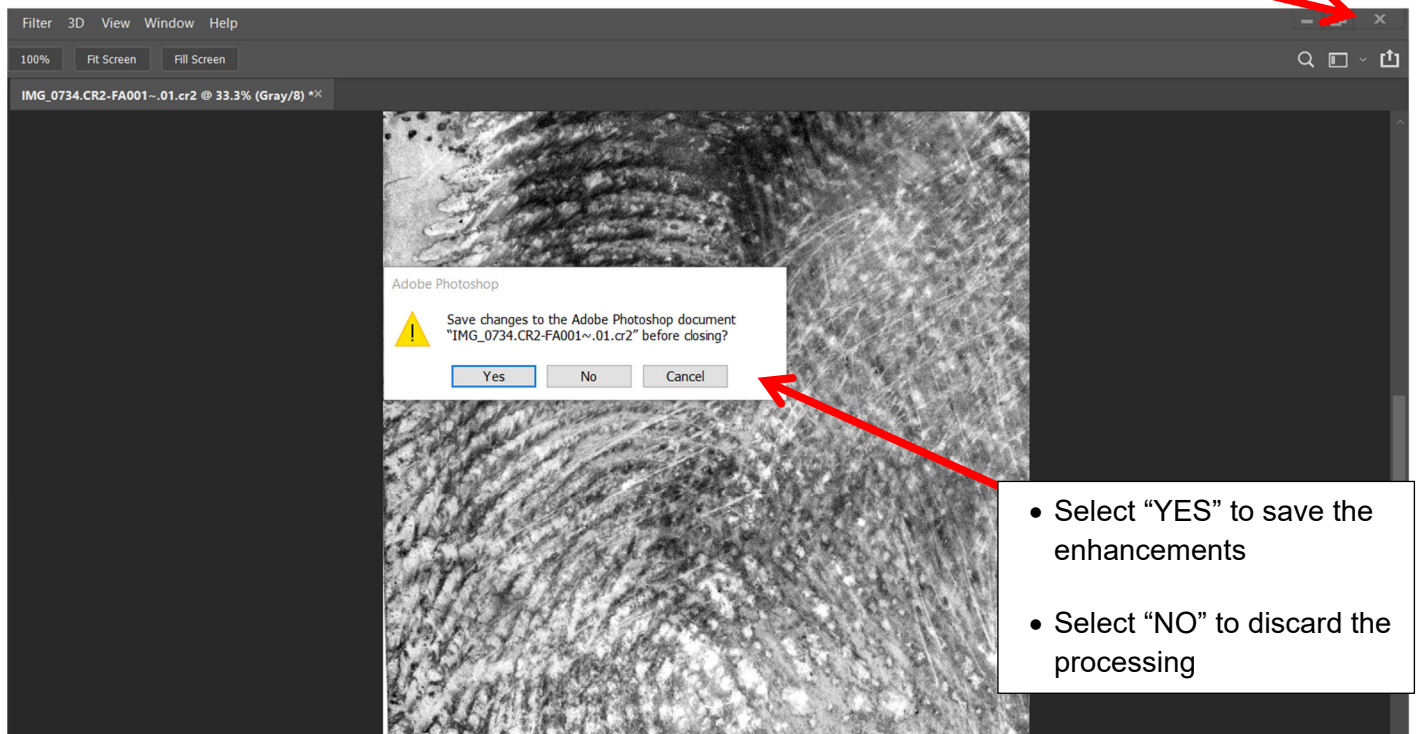 Filter 3D View Window Help
100% Fit Screen Fill Screen
IMG_0734.CR2-FA001~.01.cr2 @ 33.3% (Gray/8) *
Adobe Photoshop
Save changes to the Adobe Photoshop document
"IMG_0734.CR2-FA001~.01.cr2" before closing?
Yes No Cancel
• Select “YES” to save the
enhancements
• Select “NO” to discard the
processing